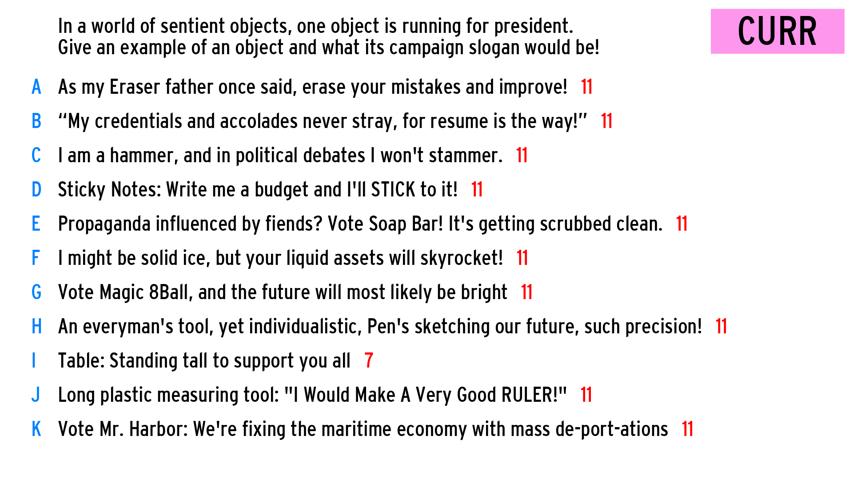 In a world of sentient objects, one object is running for president.
Give an example of an object and what its campaign slogan would be!
CURR
A As my Eraser father once said, erase your mistakes and improve! 11
B “My credentials and accolades never stray, for resume is the way!” 11
C I am a hammer, and in political debates I won't stammer. 11
D Sticky Notes: Write me a budget and I'll STICK to it! 11
E Propaganda influenced by fiends? Vote Soap Bar! It's getting scrubbed clean. 11
F I might be solid ice, but your liquid assets will skyrocket! 11
G Vote Magic 8Ball, and the future will most likely be bright 11
H An everyman's tool, yet individualistic, Pen's sketching our future, such precision! 11
I Table: Standing tall to support you all 7
J Long plastic measuring tool: "I Would Make A Very Good RULER!" 11
K Vote Mr. Harbor: We're fixing the maritime economy with mass de-port-ations 11